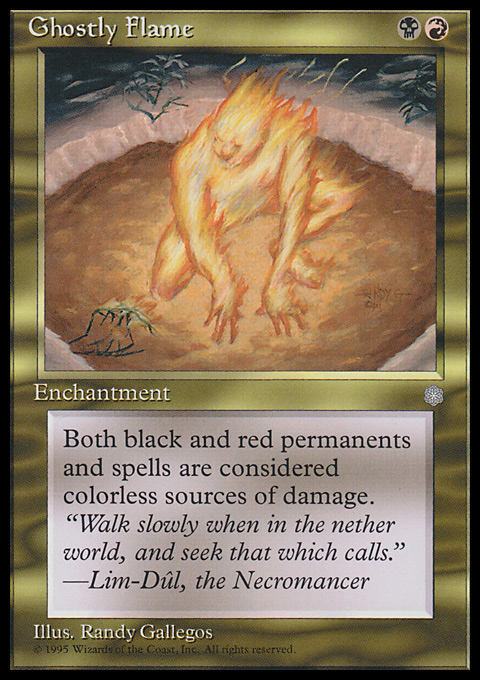 Ghostly Flame
Enchantment
Both black and red permanents
and spells are considered
colorless sources of damage.
“Walk slowly when in the nether
world, and seek that which calls.”
—Lim-Dûl, the Necromancer
Illus. Randy Gallegos
© 1995 Wizards of the Coast, Inc. All rights reserved.